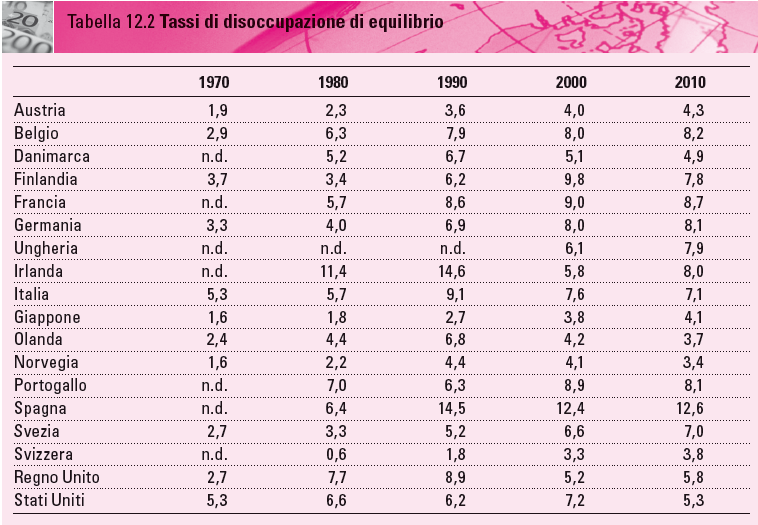 20
200
Tabella 12.2 Tassi di disoccupazione di equilibrio
1970 1980 1990 2000 2010
Austria 1,9 2,3 3,6 4,0 4,3
Belgio 2,9 6,3 7,9 8,0 8,2
Danimarca n.d. 5,2 6,7 5,1 4,9
Finlandia 3,7 3,4 6,2 9,8 7,8
Francia n.d. 5,7 8,6 9,0 8,7
Germania 3,3 4,0 6,9 8,0 8,1
Ungheria n.d. n.d. n.d. 6,1 7,9
Irlanda n.d. 11,4 14,6 5,8 8,0
Italia 5,3 5,7 9,1 7,6 7,1
Giappone 1,6 1,8 2,7 3,8 4,1
Olanda 2,4 4,4 6,8 4,2 3,7
Norvegia 1,6 2,2 4,4 4,1 3,4
Portogallo n.d. 7,0 6,3 8,9 8,1
Spagna n.d. 6,4 14,5 12,4 12,6
Svezia 2,7 3,3 5,2 6,6 7,0
Svizzera n.d. 0,6 1,8 3,3 3,8
Regno Unito 2,7 7,7 8,9 5,2 5,8
Stati Uniti 5,3 6,6 6,2 7,2 5,3